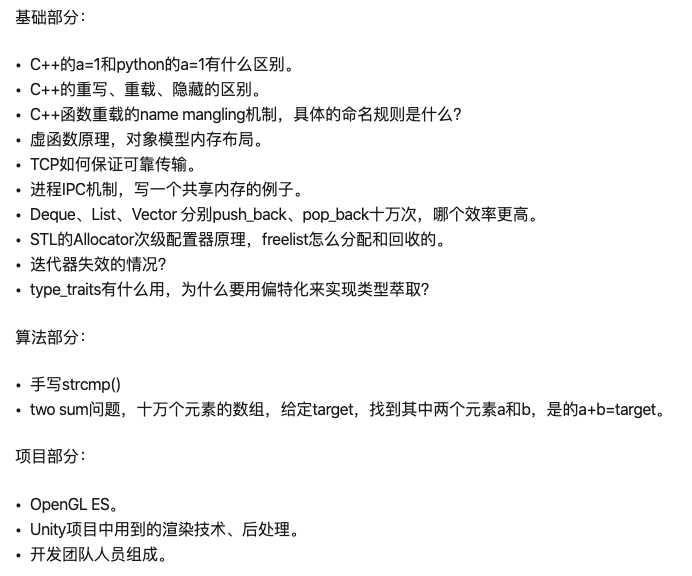 基础部分：
• C++的a=1和python的a=1有什么区别。
• C++的重写、重载、隐藏的区别。
• C++函数重载的name mangling机制，具体的命名规则是什么?
• 虚函数原理，对象模型内存布局。
• TCP如何保证可靠传输。
• 进程IPC机制，写一个共享内存的例子。
• Deque、List、Vector 分别push_back、pop_back十万次，哪个效率更高。
• STL的Allocator次级配置器原理，freelist怎么分配和回收的。
• 迭代器失效的情况?
• type_traits有什么用，为什么要用偏特化来实现类型萃取?
算法部分：
• 手写strcmp()
• two sum问题，十万个元素的数组，给定target，找到其中两个元素a和b，是的a+b=target。
项目部分：
• OpenGL ES。
• Unity项目中用到的渲染技术、后处理。
• 开发团队人员组成。